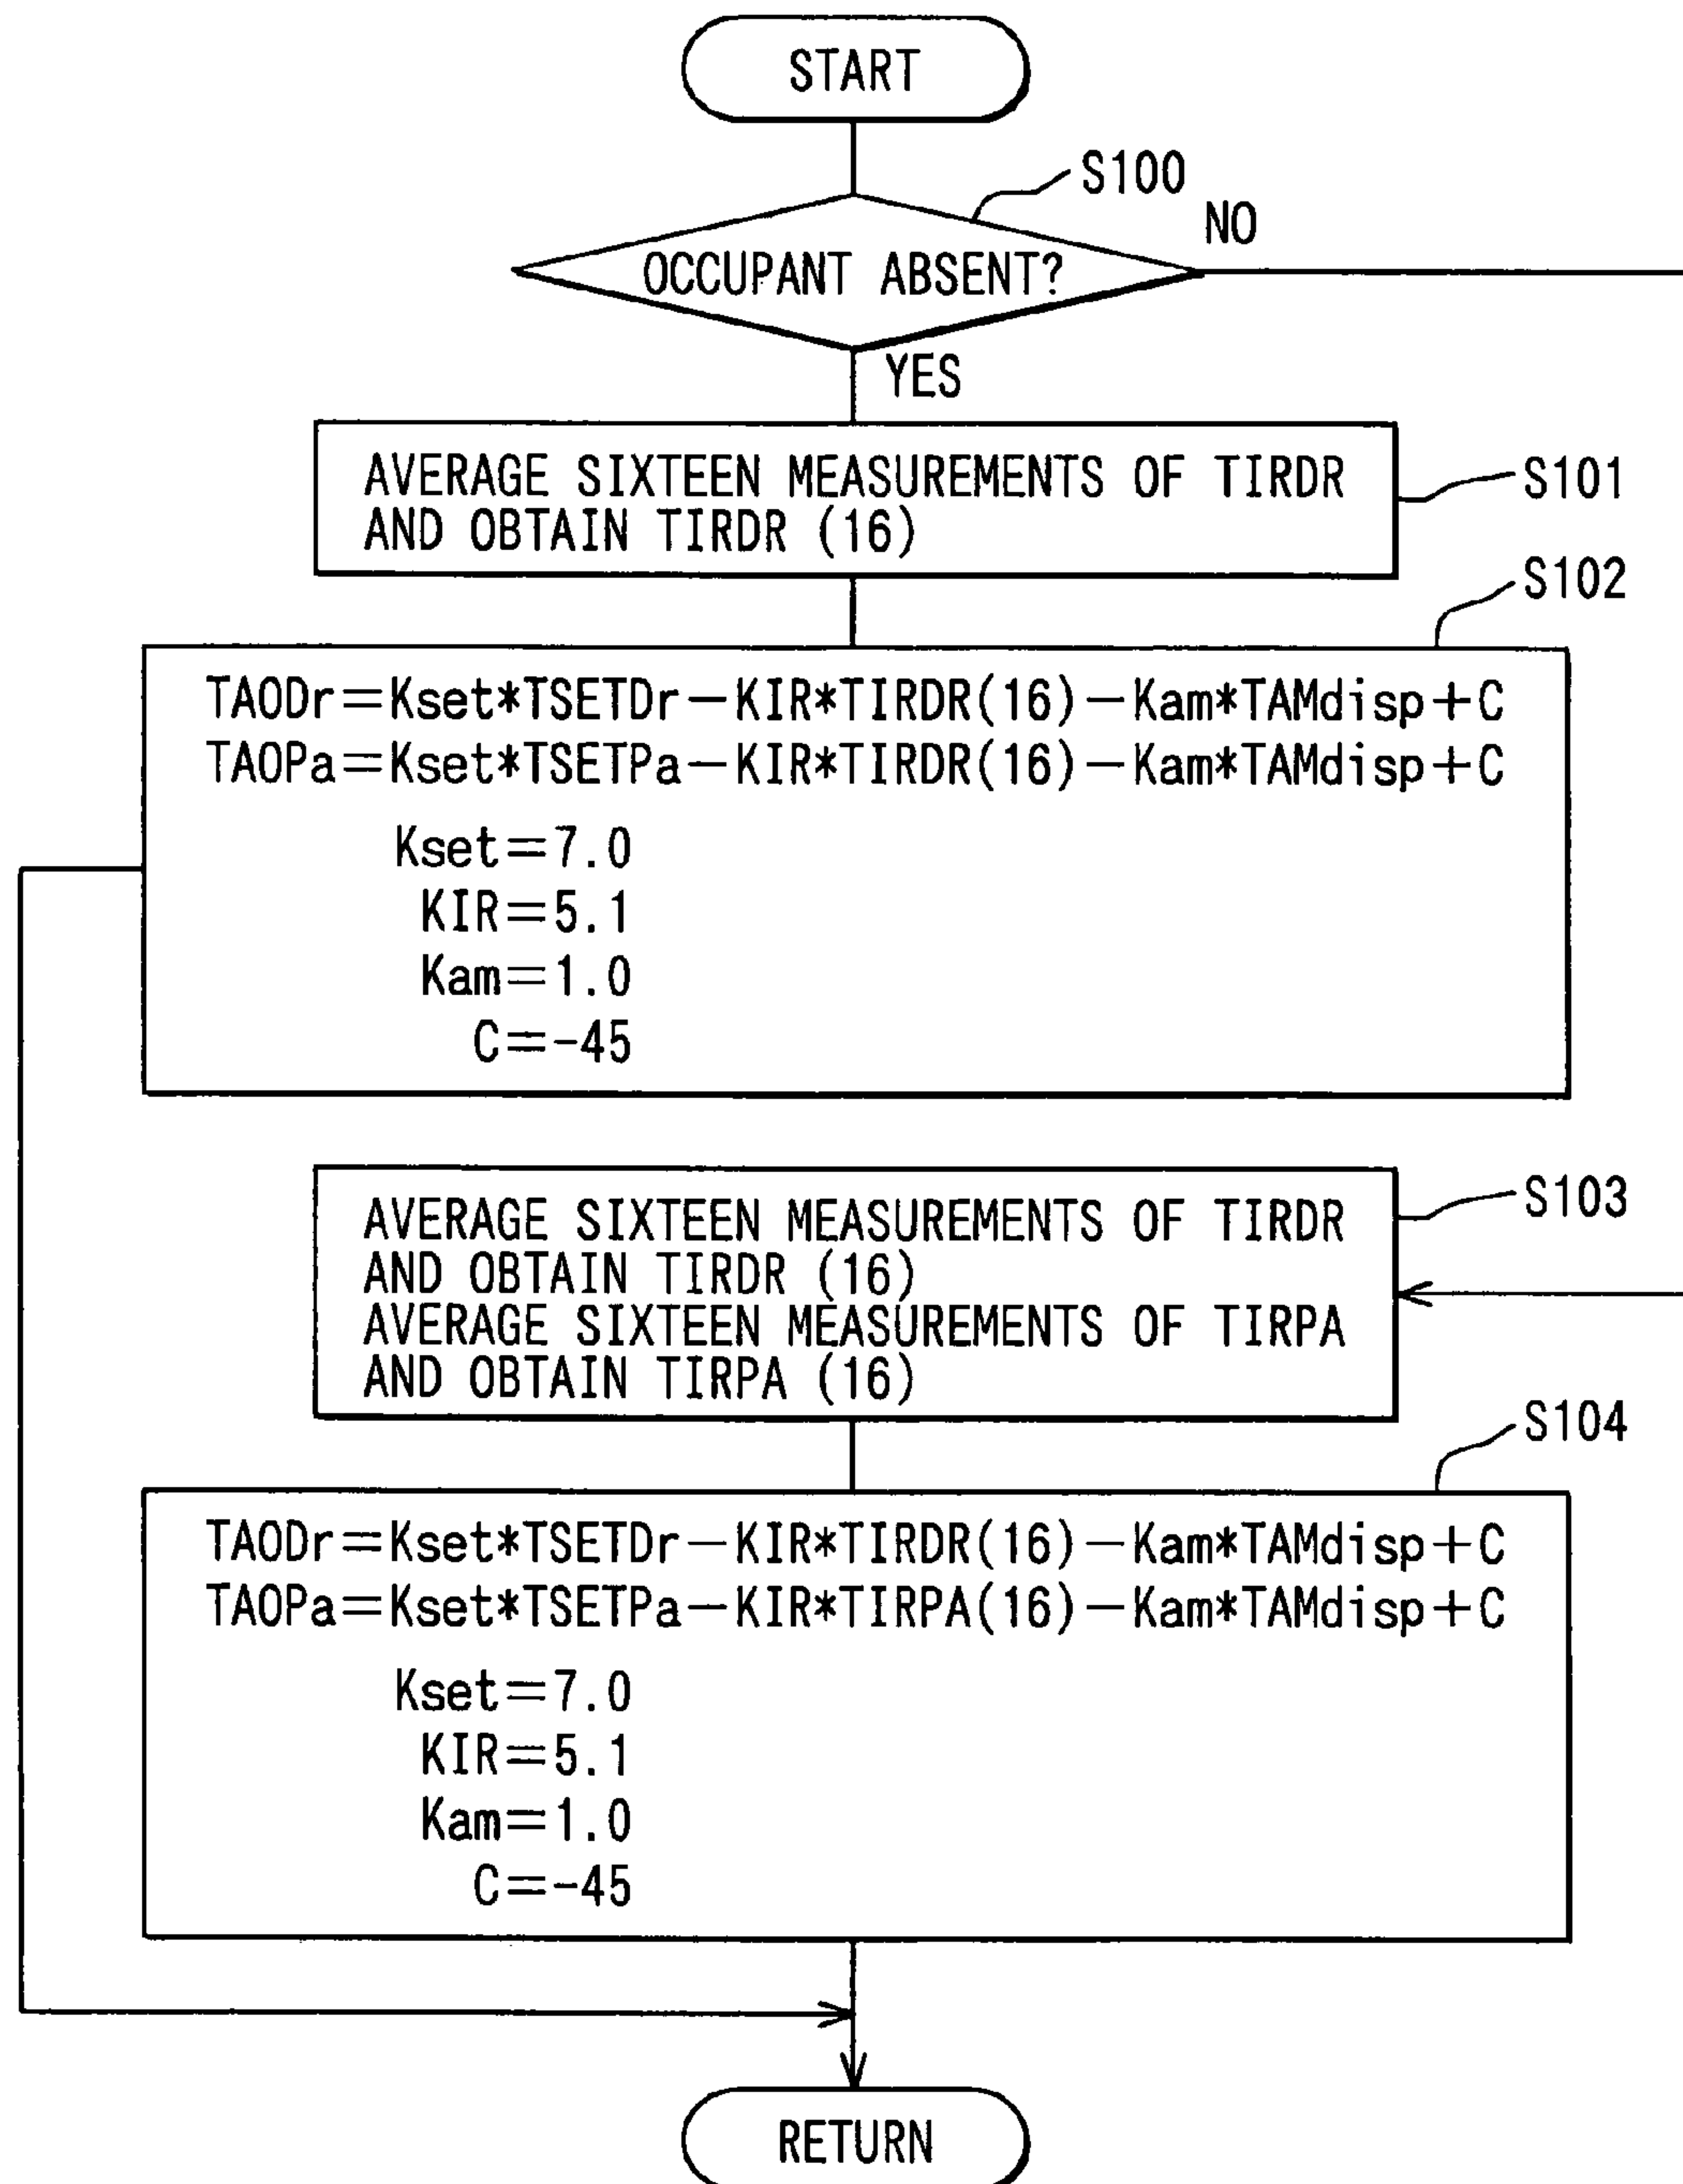 START
S100
NO
OCCUPANT ABSENT?
YES
AVERAGE SIXTEEN MEASUREMENTS OF TIRDR
AND OBTAIN TIRDR (16)
S101
S102
TAODr=Kset*TSETDr-KIR*TIRDR(16)-Kam*TAMdisp+C
TAOPa=Kset*TSETPa-KIR*TIRDR(16)-Kam*TAMdisp+C
Kset=7.0
KIR=5.1
Kam=1.0
C=-45
AVERAGE SIXTEEN MEASUREMENTS OF TIRDR
AND OBTAIN TIRDR (16)
AVERAGE SIXTEEN MEASUREMENTS OF TIRPA
AND OBTAIN TIRPA (16)
S103
S104
TAODr=Kset*TSETDr-KIR*TIRDR(16)-Kam*TAMdisp+C
TAOPa=Kset*TSETPa-KIR*TIRPA(16)-Kam*TAMdisp+C
Kset=7.0
KIR=5.1
Kam=1.0
C=-45
RETURN